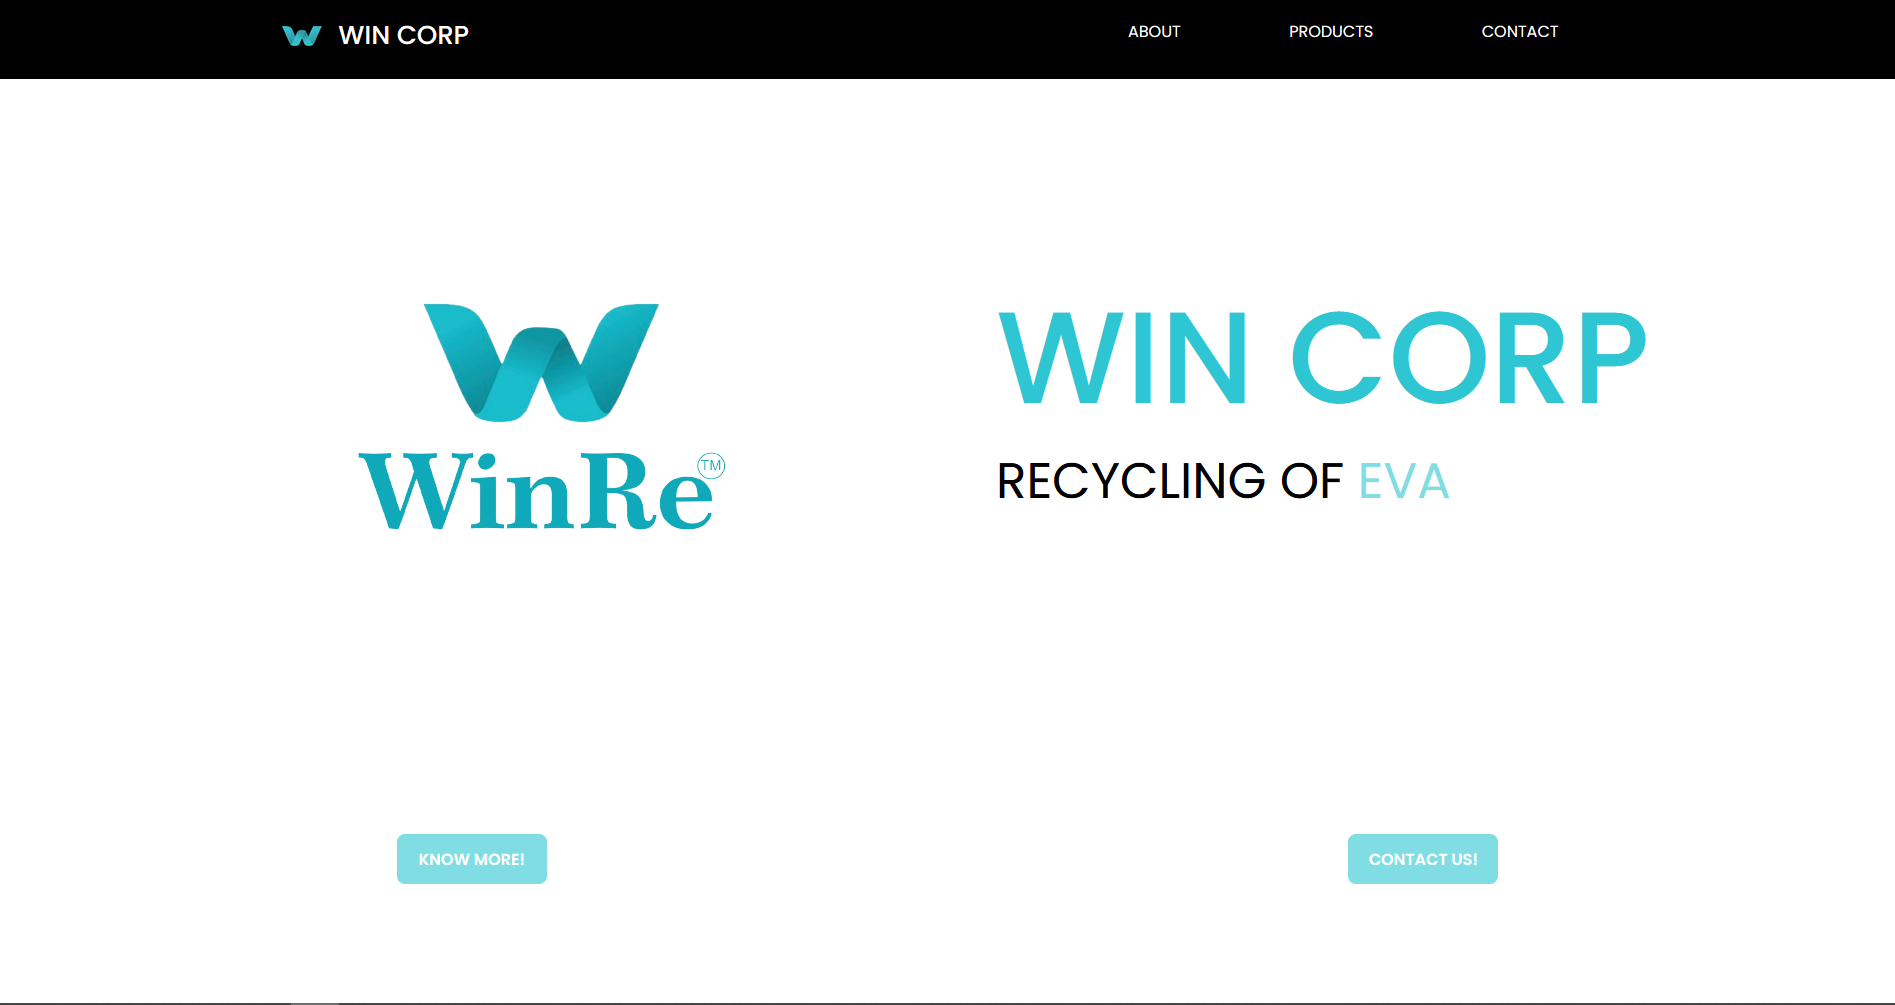 WIN CORP
ABOUT
PRODUCTS
CONTACT
WinRe TM
WIN CORP
RECYCLING OF EVA
KNOW MORE!
CONTACT US!